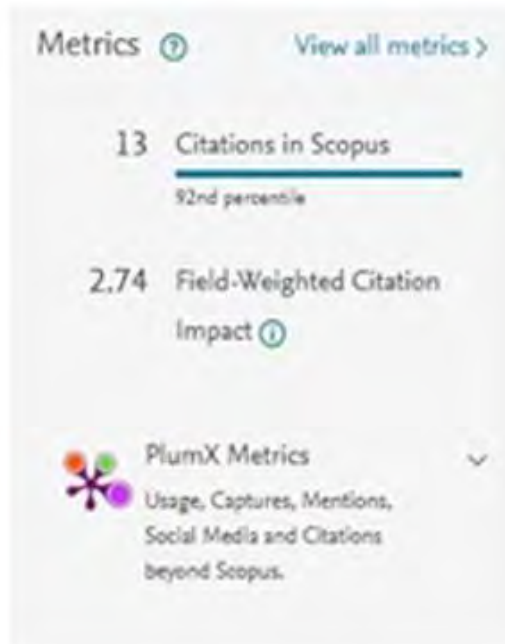 Metrics ?
View all metrics >
13 Citations in Scopus
92nd percentile
2.74 Field-Weighted Citation
Impact i
PlumX Metrics
Usage, Captures, Mentions,
Social Media and Citations
beyond Scopus.